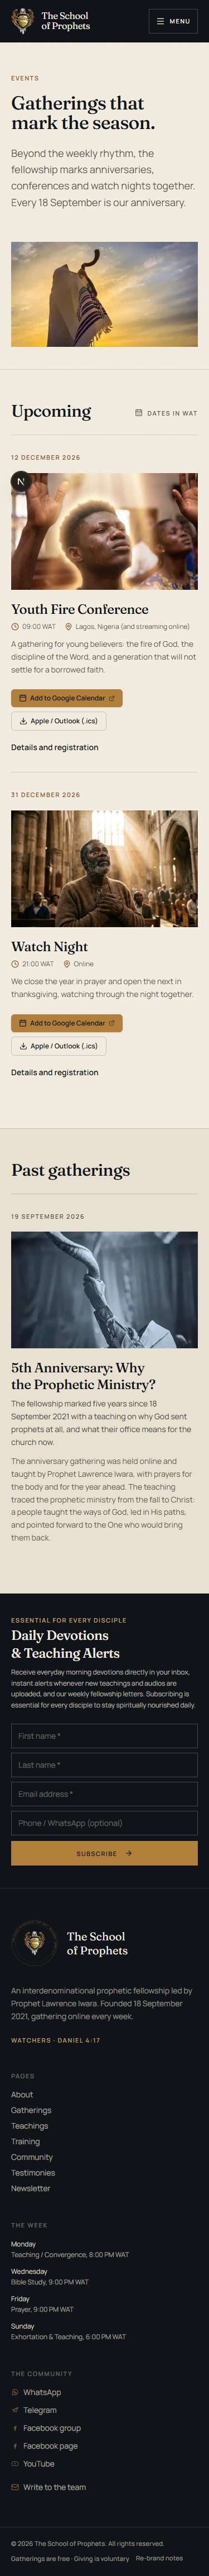 The School
of Prophets
MENU
EVENTS
Gatherings that
mark the season.
Beyond the weekly rhythm, the
fellowship marks anniversaries,
conferences and watch nights together.
Every 18 September is our anniversary.
Upcoming
DATES IN WAT
12 DECEMBER 2026
N
Youth Fire Conference
09:00 WAT
Lagos, Nigeria (and streaming online)
A gathering for young believers: the fire of God, the
discipline of the Word, and a generation that will not
settle for a borrowed faith.
Add to Google Calendar
Apple / Outlook (.ics)
Details and registration
31 DECEMBER 2026
Watch Night
21:00 WAT
Online
We close the year in prayer and open the next in
thanksgiving, watching through the night together.
Add to Google Calendar
Apple / Outlook (.ics)
Details and registration
Past gatherings
19 SEPTEMBER 2026
5th Anniversary: Why
the Prophetic Ministry?
The fellowship marked five years since 18
September 2021 with a teaching on why God sent
prophets at all, and what their office means for the
church now.
The anniversary gathering was held online and
taught by Prophet Lawrence Iwara, with prayers for
the body and for the year ahead. The teaching
traced the prophetic ministry from the fall to Christ:
a people taught the ways of God, led in His paths,
and pointed forward to the One who would bring
them back.
ESSENTIAL FOR EVERY DISCIPLE
Daily Devotions
& Teaching Alerts
Receive everyday morning devotions directly in your inbox,
instant alerts whenever new teachings and audios are
uploaded, and our weekly fellowship letters. Subscribing is
essential for every disciple to stay spiritually nourished daily.
First name *
Last name *
Email address *
Phone / WhatsApp (optional)
SUBSCRIBE
The School
of Prophets
An interdenominational prophetic fellowship led by
Prophet Lawrence Iwara. Founded 18 September
2021, gathering online every week.
WATCHERS · DANIEL 4:17
PAGES
About
Gatherings
Teachings
Training
Community
Testimonies
Newsletter
THE WEEK
Monday
Teaching / Convergence, 8:00 PM WAT
Wednesday
Bible Study, 9:00 PM WAT
Friday
Prayer, 9:00 PM WAT
Sunday
Exhortation & Teaching, 6:00 PM WAT
THE COMMUNITY
WhatsApp
Telegram
Facebook group
Facebook page
YouTube
Write to the team
© 2026 The School of Prophets. All rights reserved.
Gatherings are free · Giving is voluntary
Re-brand notes